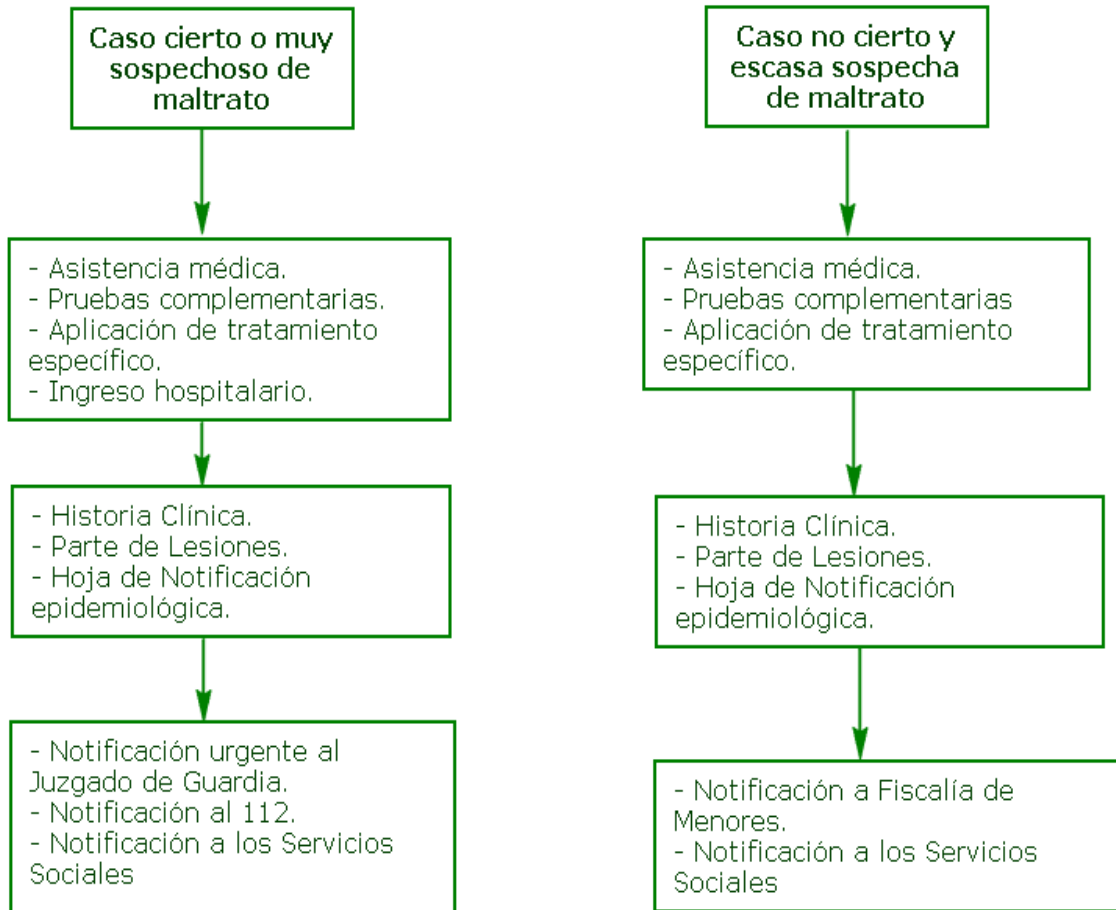 Caso cierto o muy
sospechoso de
maltrato
- Asistencia médica.
- Pruebas complementarias.
- Aplicación de tratamiento
específico.
- Ingreso hospitalario.
- Historia Clínica.
- Parte de Lesiones.
- Hoja de Notificación
epidemiológica.
- Notificación urgente al
Juzgado de Guardia.
- Notificación al 112.
- Notificación a los Servicios
Sociales
Caso no cierto y
escasa sospecha
de maltrato
- Asistencia médica.
- Pruebas complementarias
- Aplicación de tratamiento
específico.
- Historia Clínica.
- Parte de Lesiones.
- Hoja de Notificación
epidemiológica.
- Notificación a Fiscalía de
Menores.
- Notificación a los Servicios
Sociales